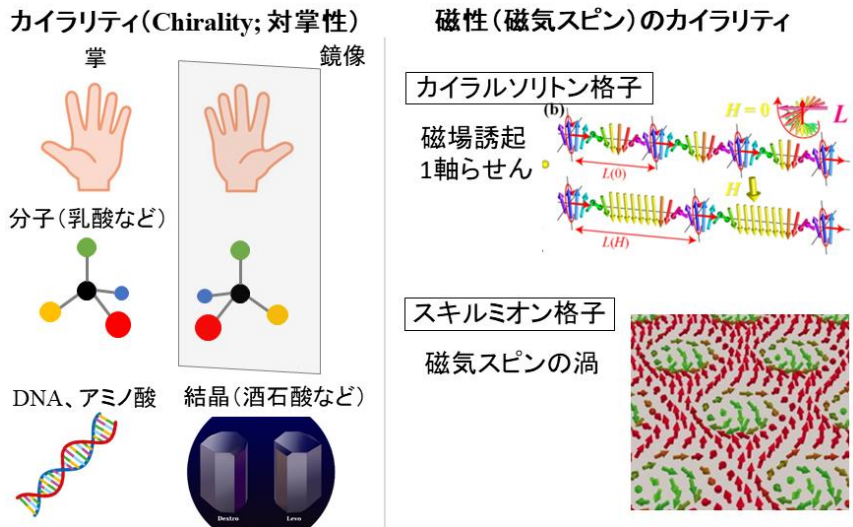 カイラリティ(Chirality; 対掌性)
掌
鏡像
分子(乳酸など)
DNA、アミノ酸
結晶(酒石酸など)
Dextro
Levo
磁性(磁気スピン)のカイラリティ
カイラルソリトン格子
(b)
磁場誘起
1軸らせん
H = 0
L
L(0)
H
L(H)
スキルミオン格子
磁気スピンの渦